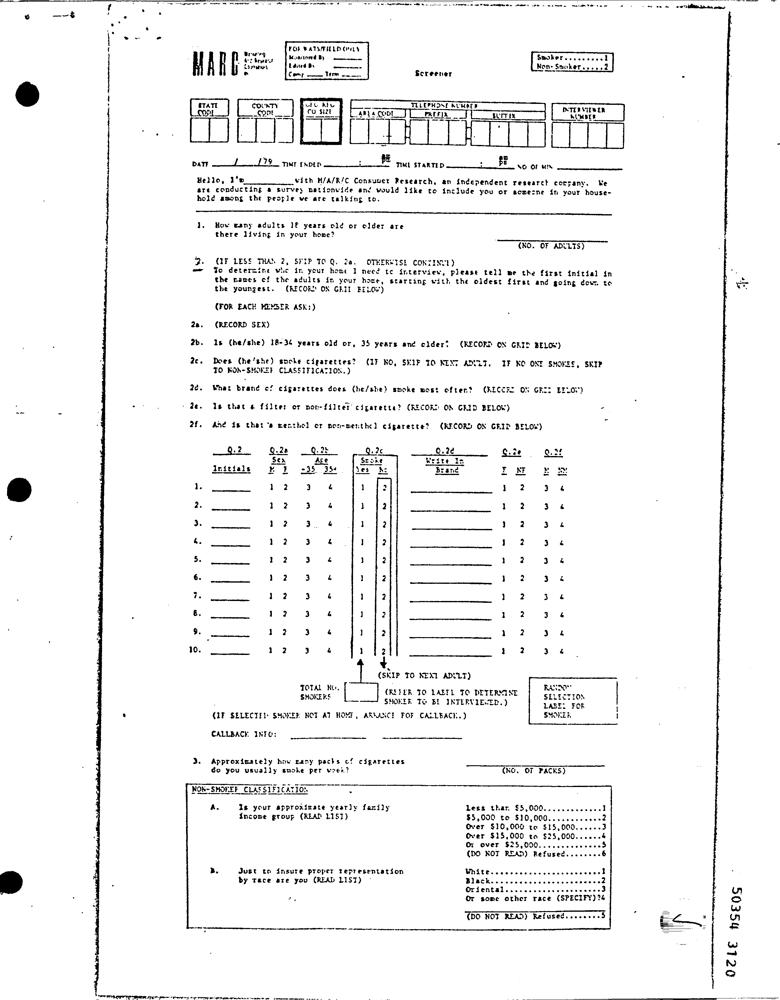 MARC
FOR WATS/FIELD ONLY
Monitored By
Edited By
Comp. Term
Screener
Smoker.........1
Non-Smoker.....2
STATE CODE
COUNTY CODE
CO SIZE
TELEPHONE NUMBER
AREA CODE
PREFIX
SUFFIX
INTERVIEWER NUMBER
DATE / /79 TIME ENDED : TIME STARTED : NO OF MIN.
Hello, I'm with M/A/R/C Consumer Research, an independent research company. We
are conducting a survey nationwide and would like to include you or someone in your house-
hold among the people we are talking to.
1. How many adults 18 years old or older are
there living in your home?
(NO. OF ADULTS)
2. (IF LESS THAN 2, SKIP TO Q. 2a. OTHERWISE CONTINUE)
To determine who in your home I need to interview, please tell me the first initial in
the names of the adults in your home, starting with the oldest first and going down to
the youngest. (RECORD ON GRID BELOW)
(FOR EACH MEMBER ASK:)
2a. (RECORD SEX)
2b. Is (he/she) 18-34 years old or, 35 years and older? (RECORD ON GRID BELOW)
2c. Does (he/she) smoke cigarettes? (IF NO, SKIP TO NEXT ADULT. IF NO ONE SMOKES, SKIP
TO NON-SMOKER CLASSIFICATION.)
2d. What brand of cigarettes does (he/she) smoke most often? (RECORD ON GRID BELOW)
2e. Is that a filter or non-filter cigarette? (RECORD ON GRID BELOW)
2f. And is that a menthol or non-menthol cigarette? (RECORD ON GRID BELOW)
Q.2 Q.2a Q.2b Q.2c Q.2d Q.2e Q.2f
Sex Age Smoke Write In
Initials M F -35 35+ Yes No Brand F NF M NM
1. 1 2 3 4 1 2 1 2 3 4
2. 1 2 3 4 1 2 1 2 3 4
3. 1 2 3 4 1 2 1 2 3 4
4. 1 2 3 4 1 2 1 2 3 4
5. 1 2 3 4 1 2 1 2 3 4
6. 1 2 3 4 1 2 1 2 3 4
7. 1 2 3 4 1 2 1 2 3 4
8. 1 2 3 4 1 2 1 2 3 4
9. 1 2 3 4 1 2 1 2 3 4
10. 1 2 3 4 1 2 1 2 3 4
(SKIP TO NEXT ADULT)
TOTAL NO. SMOKERS
(REFER TO LABEL TO DETERMINE
SMOKER TO BE INTERVIEWED.)
RANDOM
SELECTION
LABEL FOR
SMOKER
(IF SELECTED SMOKER NOT AT HOME, ARRANGE FOR CALLBACK.)
CALLBACK INFO:
3. Approximately how many packs of cigarettes
do you usually smoke per week?
(NO. OF PACKS)
NON-SMOKER CLASSIFICATION
A. Is your approximate yearly family
income group (READ LIST)
Less than $5,000.............1
$5,000 to $10,000............2
Over $10,000 to $15,000......3
Over $15,000 to $25,000......4
Or over $25,000..............5
(DO NOT READ) Refused........6
B. Just to insure proper representation
by race are you (READ LIST)
White........................1
Black........................2
Oriental.....................3
Or some other race (SPECIFY)?4
(DO NOT READ) Refused........5
50354 3120